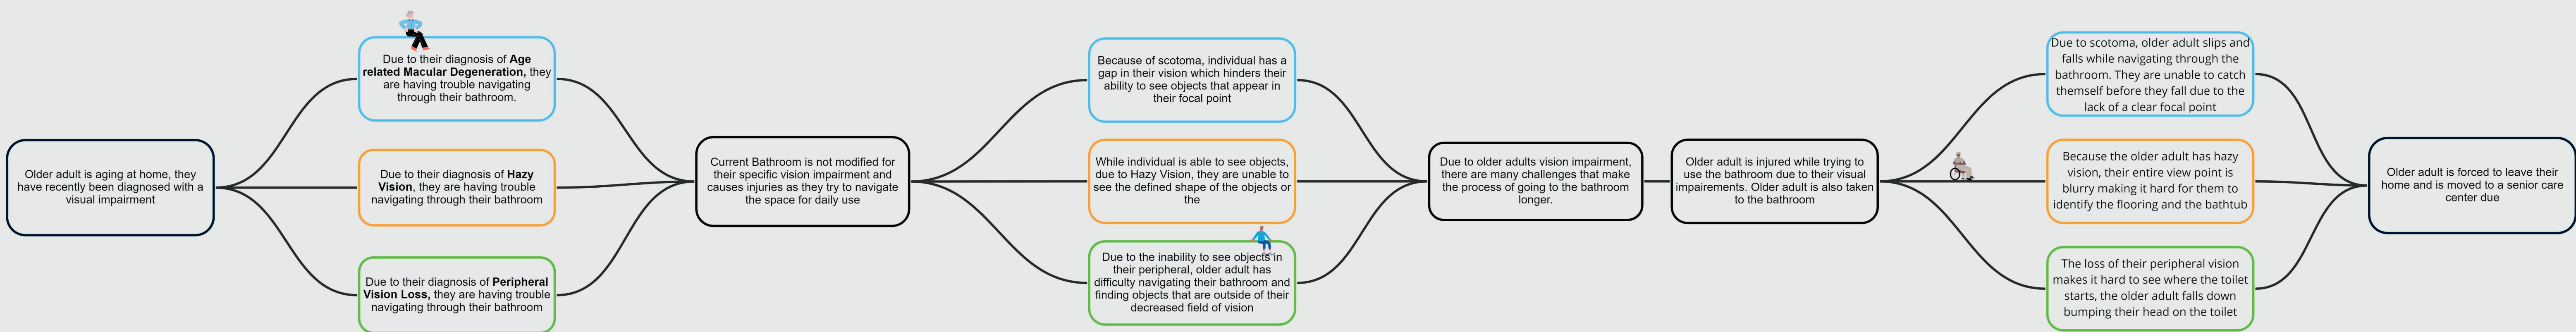 Older adult is aging at home, they
have recently been diagnosed with a
visual impairment
Due to their diagnosis of Age
related Macular Degeneration, they
are having trouble navigating
through their bathroom.
Due to their diagnosis of Hazy
Vision, they are having trouble
navigating through their bathroom
Due to their diagnosis of Peripheral
Vision Loss, they are having trouble
navigating through their bathroom
Current Bathroom is not modified for
their specific vision impairment and
causes injuries as they try to navigate
the space for daily use
Because of scotoma, individual has a
gap in their vision which hinders their
ability to see objects that appear in
their focal point
While individual is able to see objects,
due to Hazy Vision, they are unable to
see the defined shape of the objects or
the
Due to the inability to see objects in
their peripheral, older adult has
difficulty navigating their bathroom and
finding objects that are outside of their
decreased field of vision
Due to older adults vision impairment,
there are many challenges that make
the process of going to the bathroom
longer.
Older adult is injured while trying to
use the bathroom due to their visual
impairements. Older adult is also taken
to the bathroom
Due to scotoma, older adult slips and
falls while navigating through the
bathroom. They are unable to catch
themself before they fall due to the
lack of a clear focal point
Because the older adult has hazy
vision, their entire view point is
blurry making it hard for them to
identify the flooring and the bathtub
The loss of their peripheral vision
makes it hard to see where the toilet
starts, the older adult falls down
bumping their head on the toilet
Older adult is forced to leave their
home and is moved to a senior care
center due